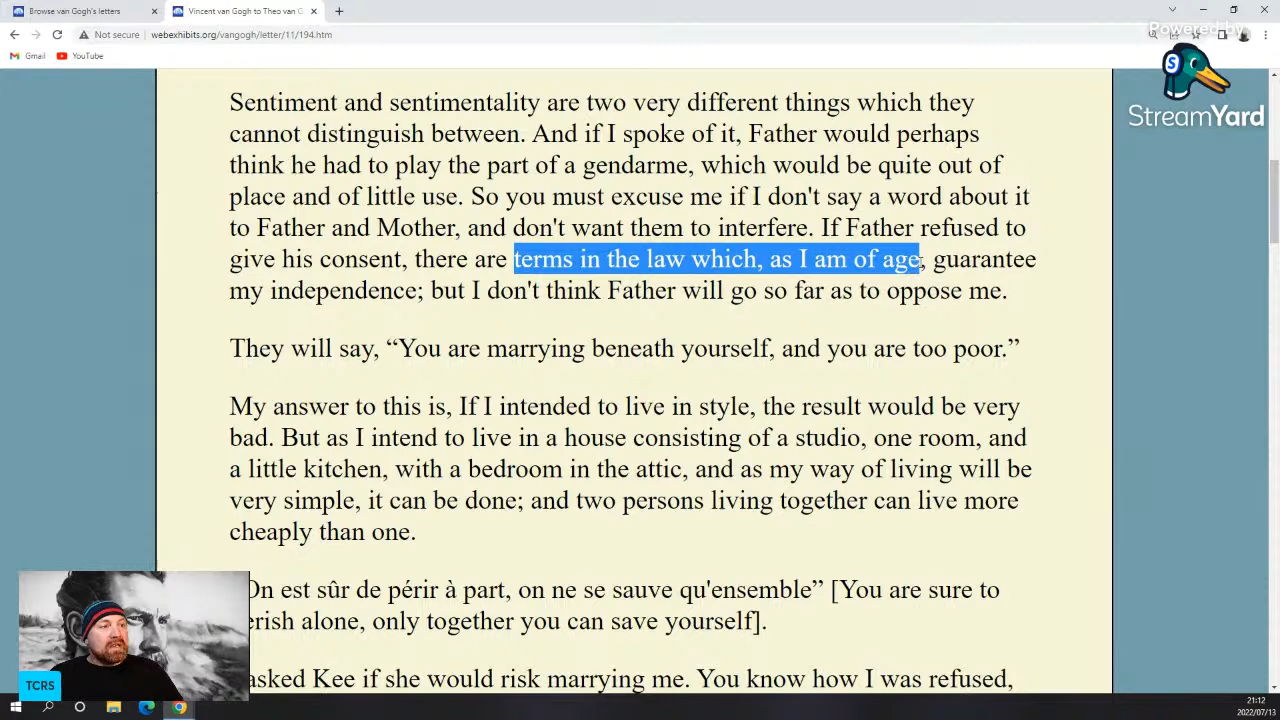 Browse van Gogh's letters
Vincent van Gogh to Theo van G
Not secure
webexhibits.org/vangogh/letter/11/194.htm
Powered by
Gmail
YouTube
StreamYard
Sentiment and sentimentality are two very different things which they
cannot distinguish between. And if I spoke of it, Father would perhaps
think he had to play the part of a gendarme, which would be quite out of
place and of little use. So you must excuse me if I don't say a word about it
to Father and Mother, and don't want them to interfere. If Father refused to
give his consent, there are terms in the law which, as I am of age, guarantee
my independence; but I don't think Father will go so far as to oppose me.
They will say, “You are marrying beneath yourself, and you are too poor.”
My answer to this is, If I intended to live in style, the result would be very
bad. But as I intend to live in a house consisting of a studio, one room, and
a little kitchen, with a bedroom in the attic, and as my way of living will be
very simple, it can be done; and two persons living together can live more
cheaply than one.
On est sûr de périr à part, on ne se sauve qu'ensemble” [You are sure to
erish alone, only together you can save yourself].
asked Kee if she would risk marrying me. You know how I was refused,
TCRS
21:12
2022/07/13